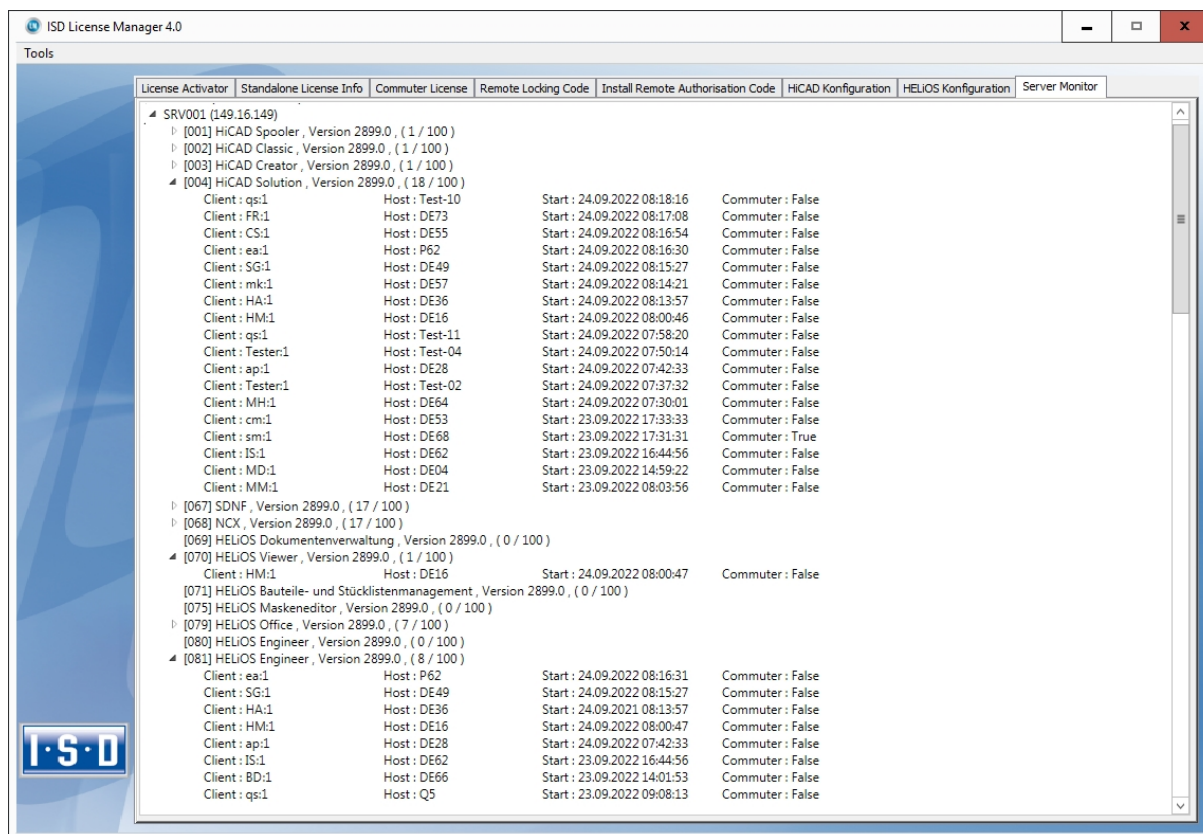 ISD License Manager 4.0
Tools
License Activator Standalone License Info Commuter License Remote Locking Code Install Remote Authorisation Code HiCAD Konfiguration HELiOS Konfiguration Server Monitor
SRV001 (149.16.149)
[001] HiCAD Spooler , Version 2899.0 , ( 1 / 100 )
[002] HiCAD Classic , Version 2899.0 , ( 1 / 100 )
[003] HiCAD Creator , Version 2899.0 , ( 1 / 100 )
[004] HiCAD Solution , Version 2899.0 , ( 18 / 100 )
Client : qs:1 Host : Test-10 Start : 24.09.2022 08:18:16 Commuter : False
Client : FR:1 Host : DE73 Start : 24.09.2022 08:17:08 Commuter : False
Client : CS:1 Host : DE55 Start : 24.09.2022 08:16:54 Commuter : False
Client : ea:1 Host : P62 Start : 24.09.2022 08:16:30 Commuter : False
Client : SG:1 Host : DE49 Start : 24.09.2022 08:15:27 Commuter : False
Client : mk:1 Host : DE57 Start : 24.09.2022 08:14:21 Commuter : False
Client : HA:1 Host : DE36 Start : 24.09.2022 08:13:57 Commuter : False
Client : HM:1 Host : DE16 Start : 24.09.2022 08:00:46 Commuter : False
Client : qs:1 Host : Test-11 Start : 24.09.2022 07:58:20 Commuter : False
Client : Tester:1 Host : Test-04 Start : 24.09.2022 07:50:14 Commuter : False
Client : ap:1 Host : DE28 Start : 24.09.2022 07:42:33 Commuter : False
Client : Tester:1 Host : Test-02 Start : 24.09.2022 07:37:32 Commuter : False
Client : MH:1 Host : DE64 Start : 24.09.2022 07:30:01 Commuter : False
Client : cm:1 Host : DE53 Start : 23.09.2022 17:33:33 Commuter : False
Client : sm:1 Host : DE68 Start : 23.09.2022 17:31:31 Commuter : True
Client : IS:1 Host : DE62 Start : 23.09.2022 16:44:56 Commuter : False
Client : MD:1 Host : DE04 Start : 23.09.2022 14:59:22 Commuter : False
Client : MM:1 Host : DE21 Start : 23.09.2022 08:03:56 Commuter : False
[067] SDNF , Version 2899.0 , ( 17 / 100 )
[068] NCX , Version 2899.0 , ( 17 / 100 )
[069] HELiOS Dokumentenverwaltung , Version 2899.0 , ( 0 / 100 )
[070] HELiOS Viewer , Version 2899.0 , ( 1 / 100 )
Client : HM:1 Host : DE16 Start : 24.09.2022 08:00:47 Commuter : False
[071] HELiOS Bauteile- und Stücklistenmanagement , Version 2899.0 , ( 0 / 100 )
[075] HELiOS Maskeneditor , Version 2899.0 , ( 0 / 100 )
[079] HELiOS Office , Version 2899.0 , ( 7 / 100 )
[080] HELiOS Engineer , Version 2899.0 , ( 0 / 100 )
[081] HELiOS Engineer , Version 2899.0 , ( 8 / 100 )
Client : ea:1 Host : P62 Start : 24.09.2022 08:16:31 Commuter : False
Client : SG:1 Host : DE49 Start : 24.09.2022 08:15:27 Commuter : False
Client : HA:1 Host : DE36 Start : 24.09.2021 08:13:57 Commuter : False
Client : HM:1 Host : DE16 Start : 24.09.2022 08:00:47 Commuter : False
Client : ap:1 Host : DE28 Start : 24.09.2022 07:42:33 Commuter : False
Client : IS:1 Host : DE62 Start : 23.09.2022 16:44:56 Commuter : False
Client : BD:1 Host : DE66 Start : 23.09.2022 14:01:53 Commuter : False
Client : qs:1 Host : Q5 Start : 23.09.2022 09:08:13 Commuter : False
I·S·D